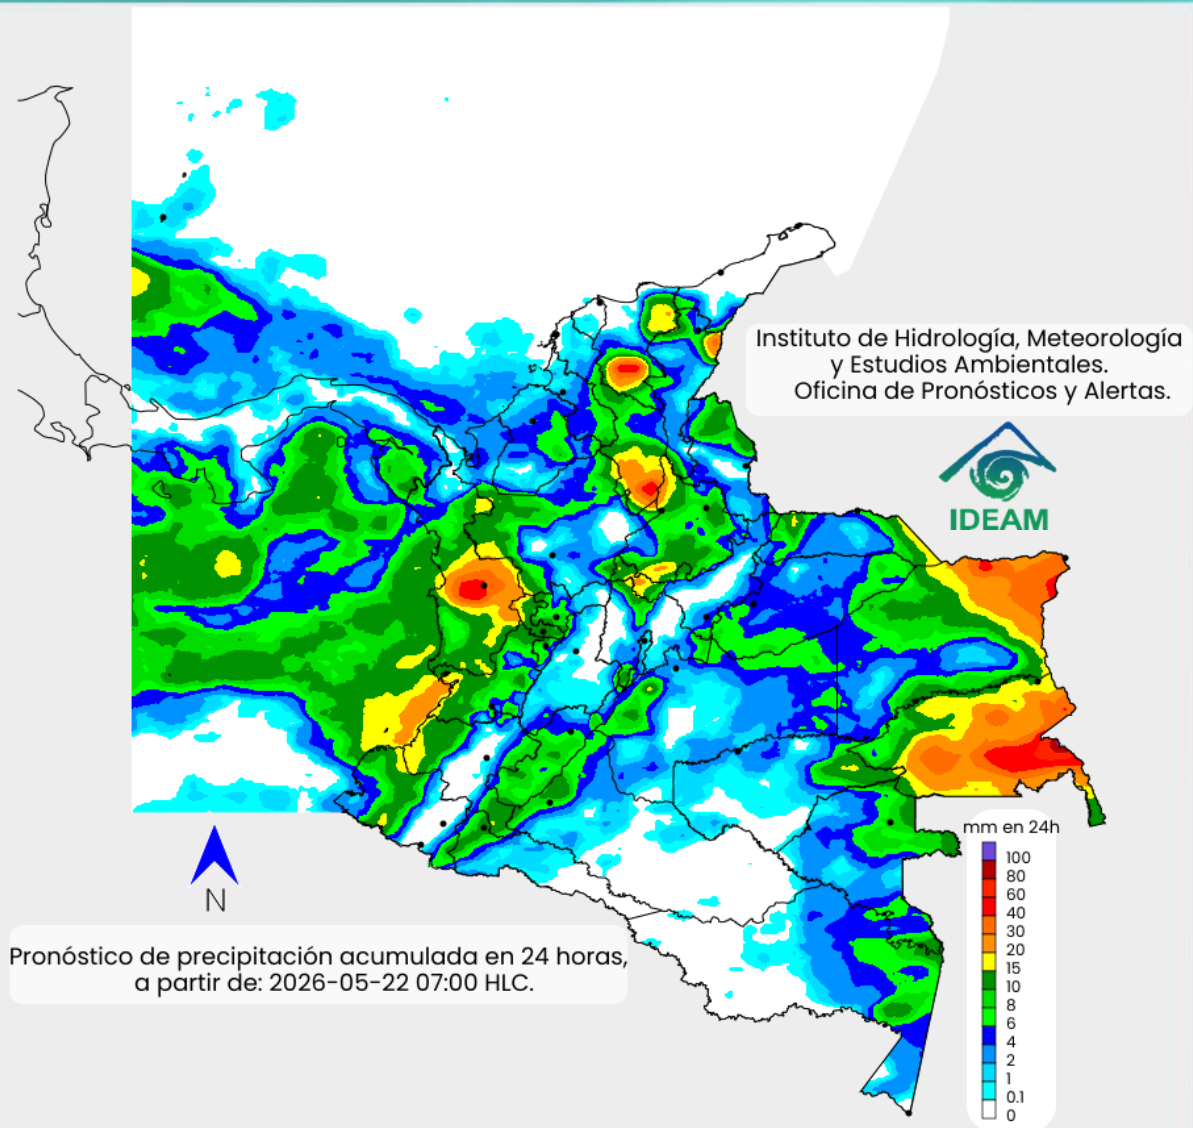 Instituto de Hidrología, Meteorología
y Estudios Ambientales.
Oficina de Pronósticos y Alertas.
IDEAM
mm en 24h
100
80
60
40
30
20
15
10
8
6
4
2
1
0.1
0
N
Pronóstico de precipitación acumulada en 24 horas,
a partir de: 2026-05-22 07:00 HLC.